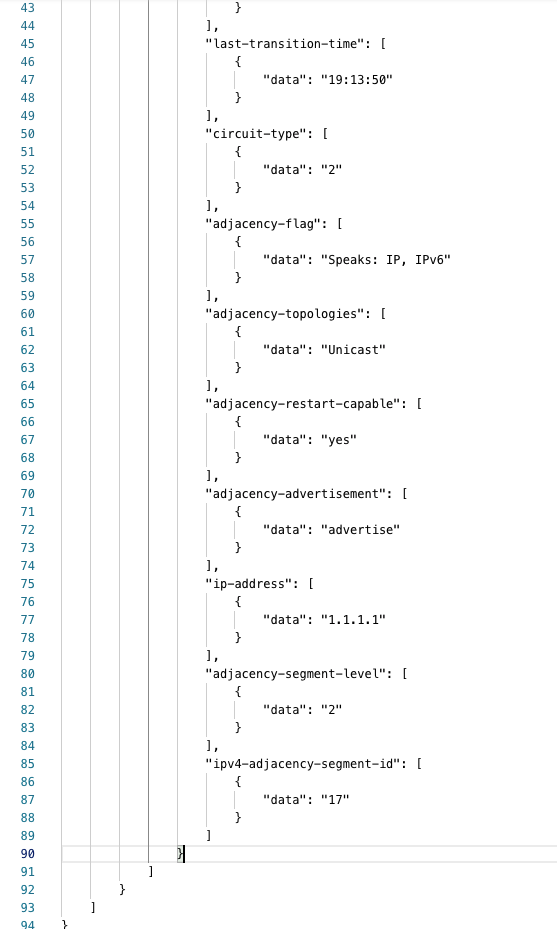 43 }
44 ],
45 "last-transition-time": [
46 {
47 "data": "19:13:50"
48 }
49 ],
50 "circuit-type": [
51 {
52 "data": "2"
53 }
54 ],
55 "adjacency-flag": [
56 {
57 "data": "Speaks: IP, IPv6"
58 }
59 ],
60 "adjacency-topologies": [
61 {
62 "data": "Unicast"
63 }
64 ],
65 "adjacency-restart-capable": [
66 {
67 "data": "yes"
68 }
69 ],
70 "adjacency-advertisement": [
71 {
72 "data": "advertise"
73 }
74 ],
75 "ip-address": [
76 {
77 "data": "1.1.1.1"
78 }
79 ],
80 "adjacency-segment-level": [
81 {
82 "data": "2"
83 }
84 ],
85 "ipv4-adjacency-segment-id": [
86 {
87 "data": "17"
88 }
89 ]
90 }
91 ]
92 }
93 ]
94 }